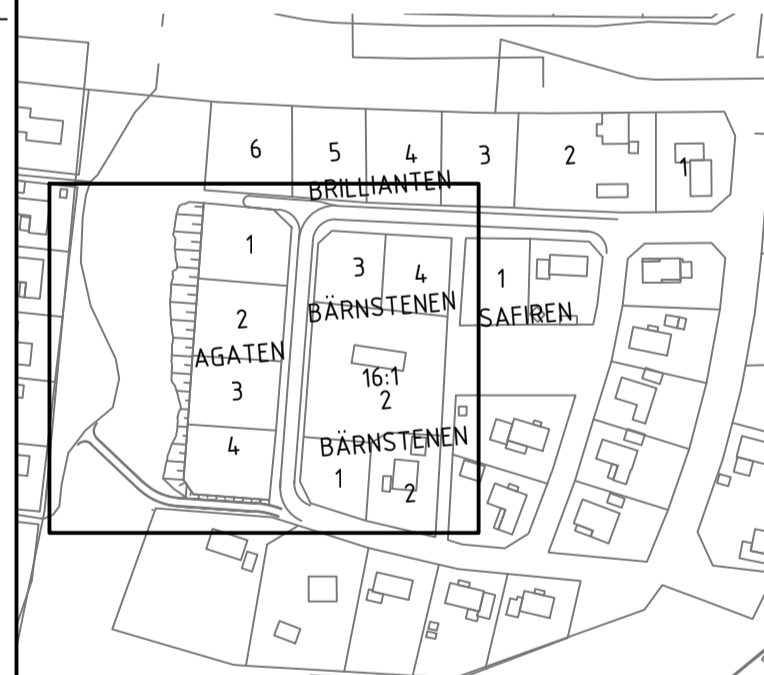 6 5 4 3 2 1
BRILLIANTEN
1
3 4 1
2 BÄRNSTENEN SAFIREN
AGATEN
16:1
3 2
4 BÄRNSTENEN
1 2